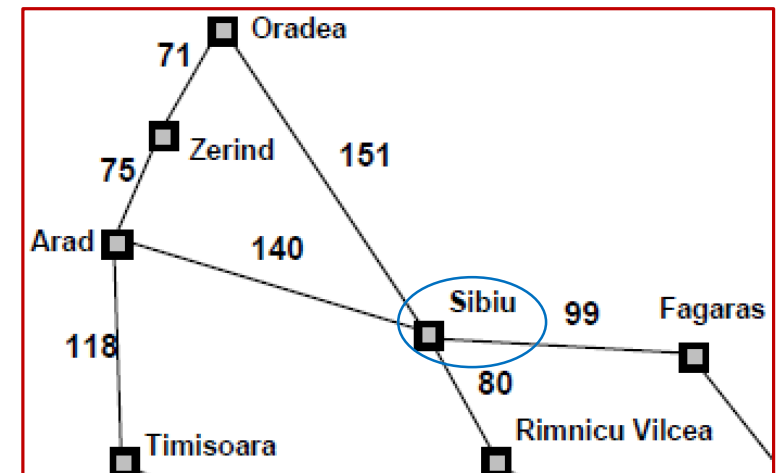 Oradea
71
Zerind
151
75
Arad
140
Sibiu
99
Fagaras
118
80
Rimnicu Vilcea
Timisoara